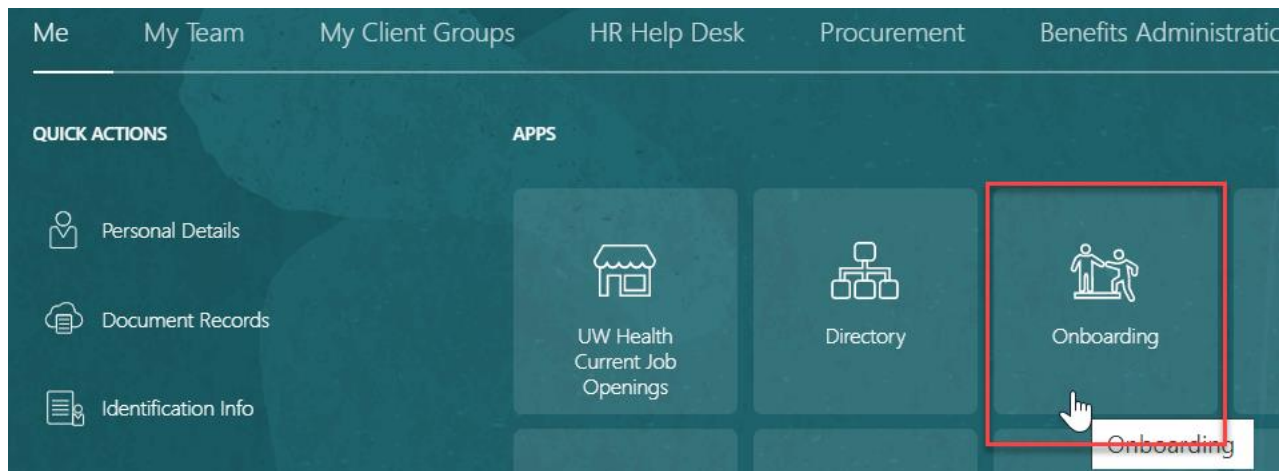 Me My Team My Client Groups HR Help Desk Procurement Benefits Administratic
QUICK ACTIONS
APPS
Personal Details
Document Records
Identification Info
UW Health
Current Job
Openings
Directory
Onboarding
Onboarding